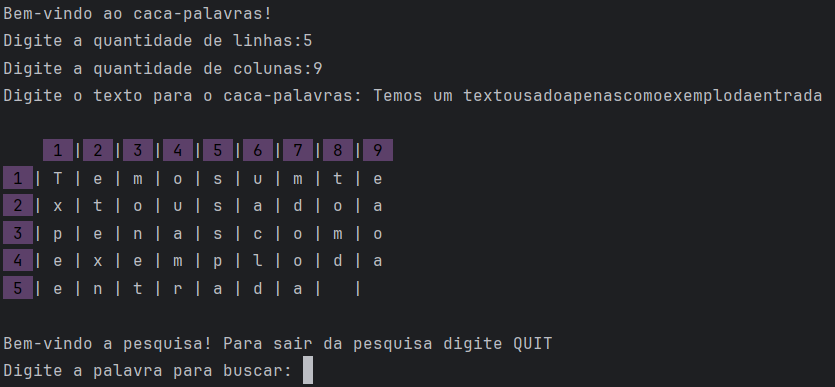 Bem-vindo ao caca-palavras!
Digite a quantidade de linhas:5
Digite a quantidade de colunas:9
Digite o texto para o caca-palavras: Temos um textousadoapenascomoexemplodaentrada
1 | 2 | 3 | 4 | 5 | 6 | 7 | 8 | 9
1 | T | e | m | o | s | u | m | t | e
2 | x | t | o | u | s | a | d | o | a
3 | p | e | n | a | s | c | o | m | o
4 | e | x | e | m | p | l | o | d | a
5 | e | n | t | r | a | d | a |   |
Bem-vindo a pesquisa! Para sair da pesquisa digite QUIT
Digite a palavra para buscar: